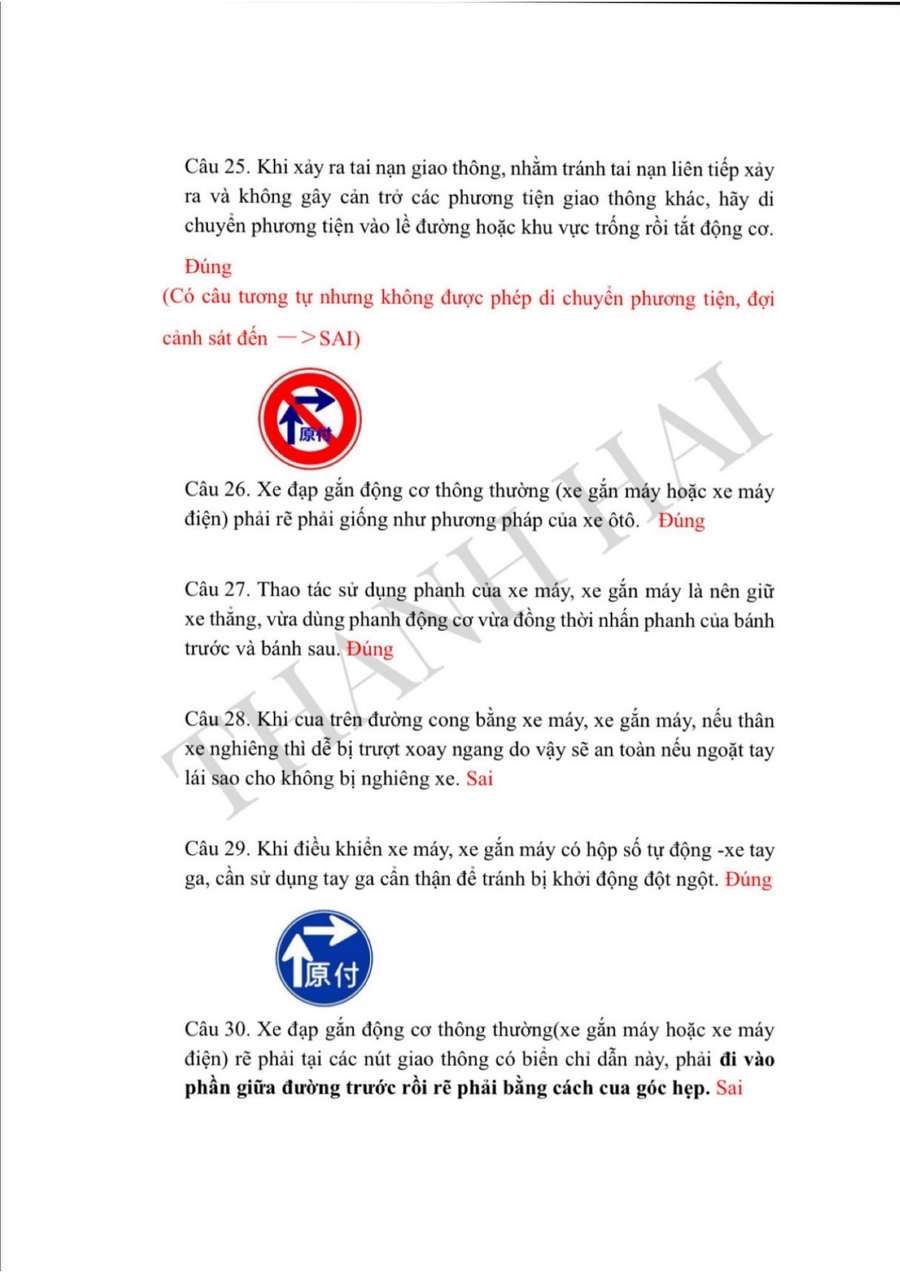 Câu 25. Khi xảy ra tai nạn giao thông, nhằm tránh tai nạn liên tiếp xảy
ra và không gây cản trở các phương tiện giao thông khác, hãy di
chuyển phương tiện vào lề đường hoặc khu vực trống rồi tắt động cơ.
Đúng
(Có câu tương tự nhưng không được phép di chuyển phương tiện, đợi
cảnh sát đến －＞SAI)
原付
Câu 26. Xe đạp gắn động cơ thông thường (xe gắn máy hoặc xe máy
điện) phải rẽ phải giống như phương pháp của xe ôtô. Đúng
Câu 27. Thao tác sử dụng phanh của xe máy, xe gắn máy là nên giữ
xe thẳng, vừa dùng phanh động cơ vừa đồng thời nhấn phanh của bánh
trước và bánh sau. Đúng
Câu 28. Khi cua trên đường cong bằng xe máy, xe gắn máy, nếu thân
xe nghiêng thì dễ bị trượt xoay ngang do vậy sẽ an toàn nếu ngoặt tay
lái sao cho không bị nghiêng xe. Sai
Câu 29. Khi điều khiển xe máy, xe gắn máy có hộp số tự động -xe tay
ga, cần sử dụng tay ga cẩn thận để tránh bị khởi động đột ngột. Đúng
原付
Câu 30. Xe đạp gắn động cơ thông thường(xe gắn máy hoặc xe máy
điện) rẽ phải tại các nút giao thông có biển chỉ dẫn này, phải đi vào
phần giữa đường trước rồi rẽ phải bằng cách cua góc hẹp. Sai
THANH HAI